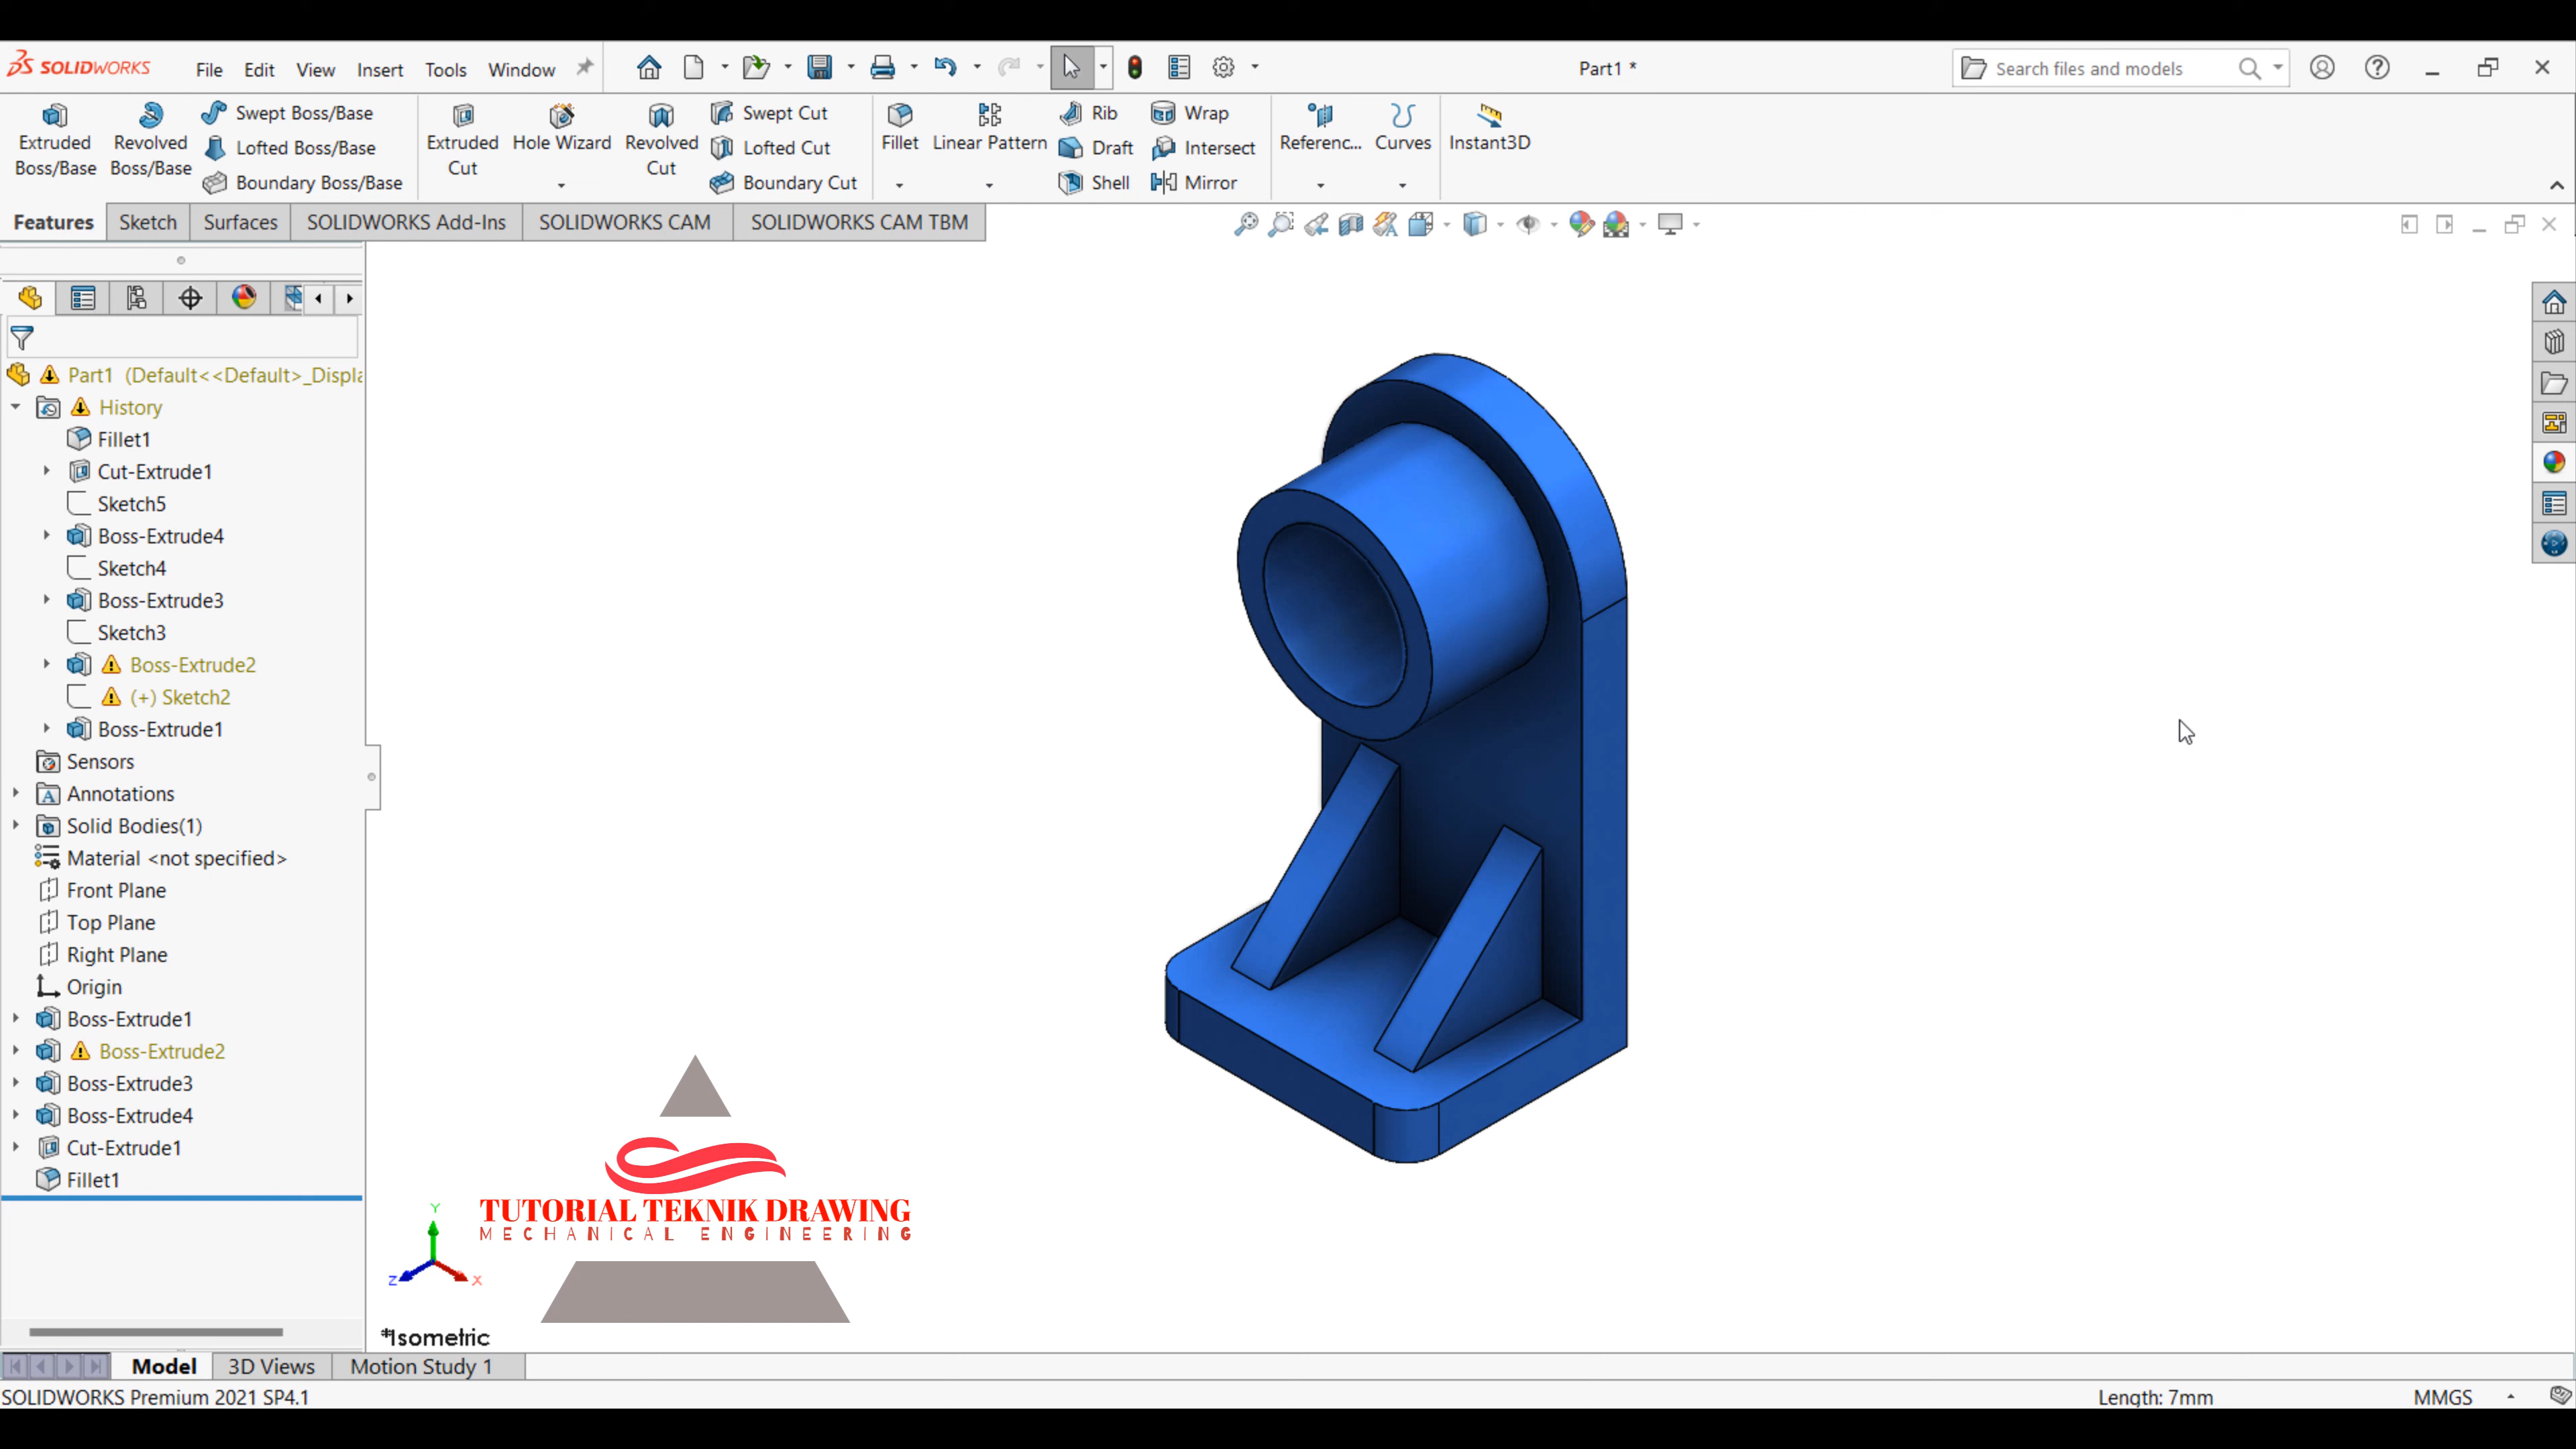 SOLIDWORKS File Edit View Insert Tools Window Part1 * Search files and models
Extruded Boss/Base
Revolved Boss/Base
Swept Boss/Base
Lofted Boss/Base
Boundary Boss/Base
Extruded Cut
Hole Wizard
Revolved Cut
Swept Cut
Lofted Cut
Boundary Cut
Fillet
Linear Pattern
Rib
Draft
Shell
Wrap
Intersect
Mirror
Referenc...
Curves
Instant3D
Features Sketch Surfaces SOLIDWORKS Add-Ins SOLIDWORKS CAM SOLIDWORKS CAM TBM
Part1 (Default<<Default>_Displa
History
Fillet1
Cut-Extrude1
Sketch5
Boss-Extrude4
Sketch4
Boss-Extrude3
Sketch3
Boss-Extrude2
(+) Sketch2
Boss-Extrude1
Sensors
Annotations
Solid Bodies(1)
Material <not specified>
Front Plane
Top Plane
Right Plane
Origin
Boss-Extrude1
Boss-Extrude2
Boss-Extrude3
Boss-Extrude4
Cut-Extrude1
Fillet1
TUTORIAL TEKNIK DRAWING
MECHANICAL ENGINEERING
Y
Z X
*Isometric
Model 3D Views Motion Study 1
SOLIDWORKS Premium 2021 SP4.1 Length: 7mm MMGS